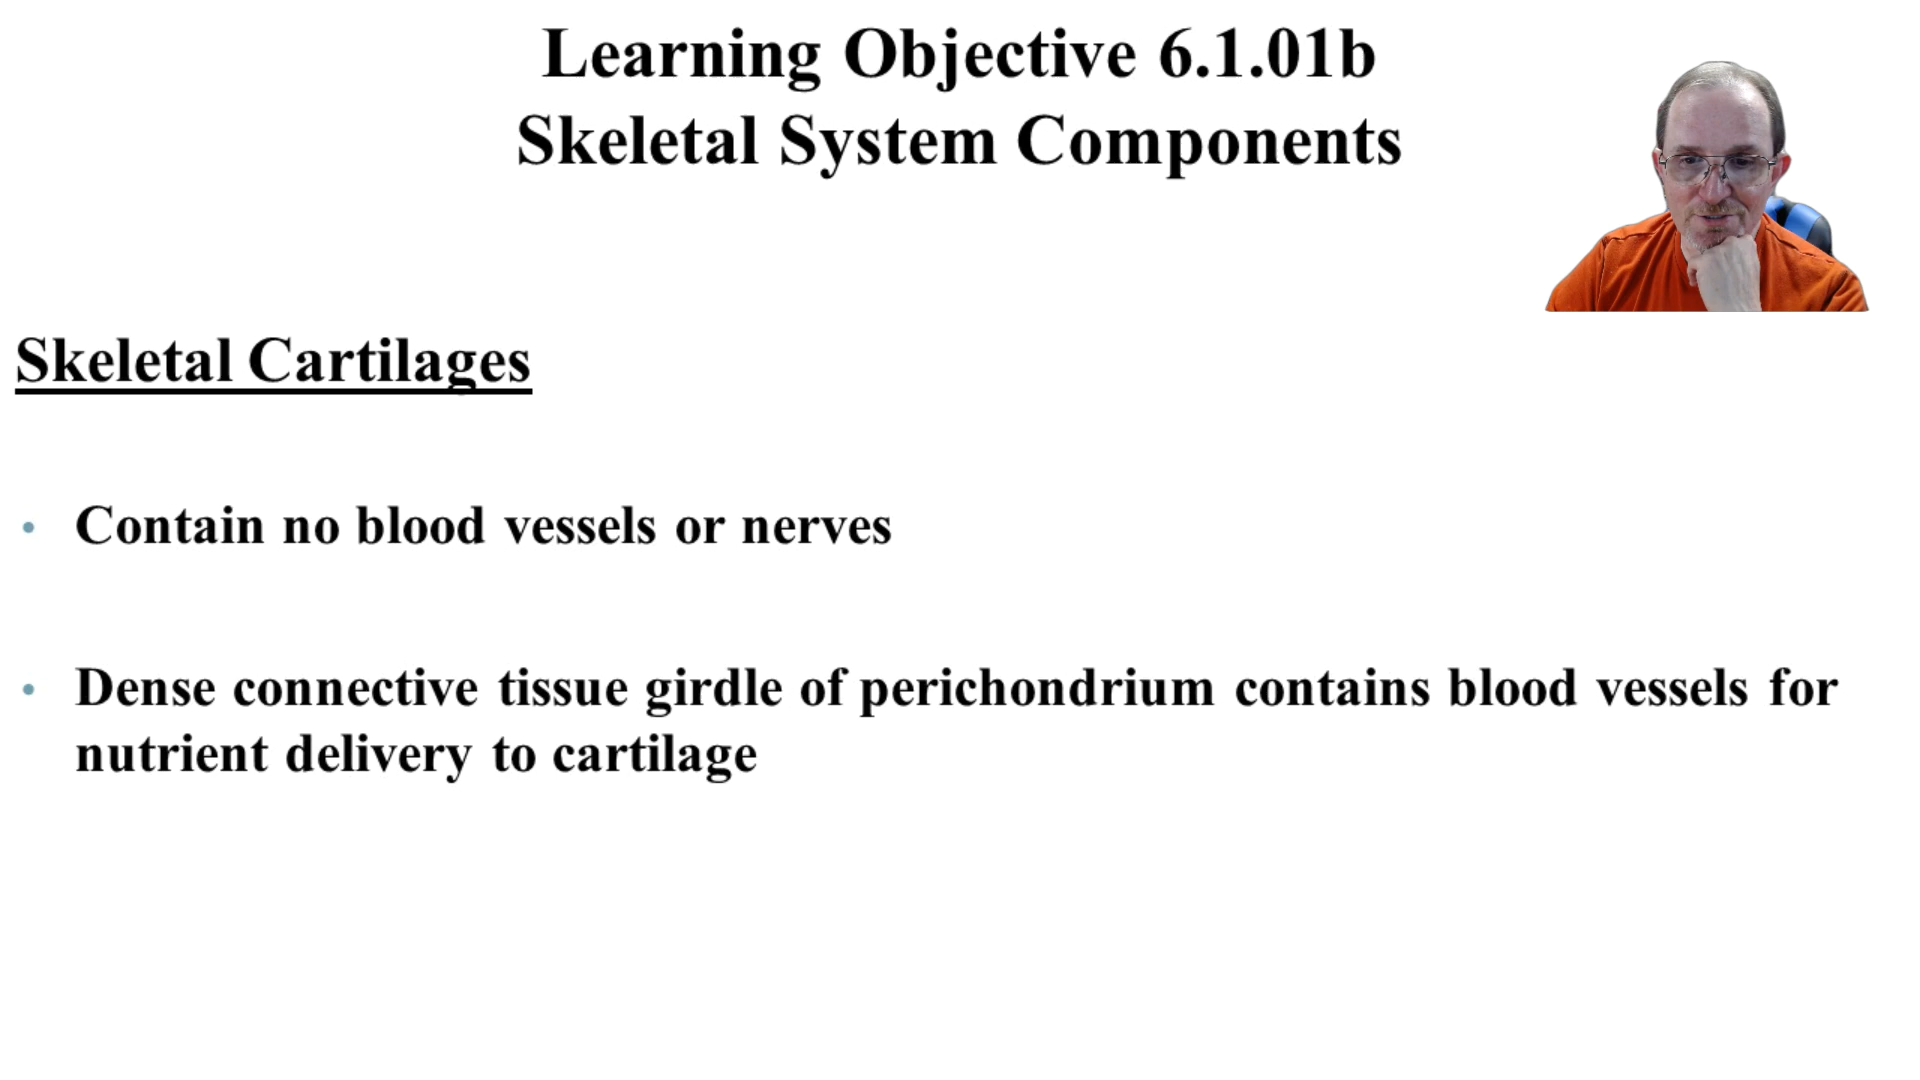 Learning Objective 6.1.01b
Skeletal System Components
Skeletal Cartilages
• Contain no blood vessels or nerves
• Dense connective tissue girdle of perichondrium contains blood vessels for
nutrient delivery to cartilage